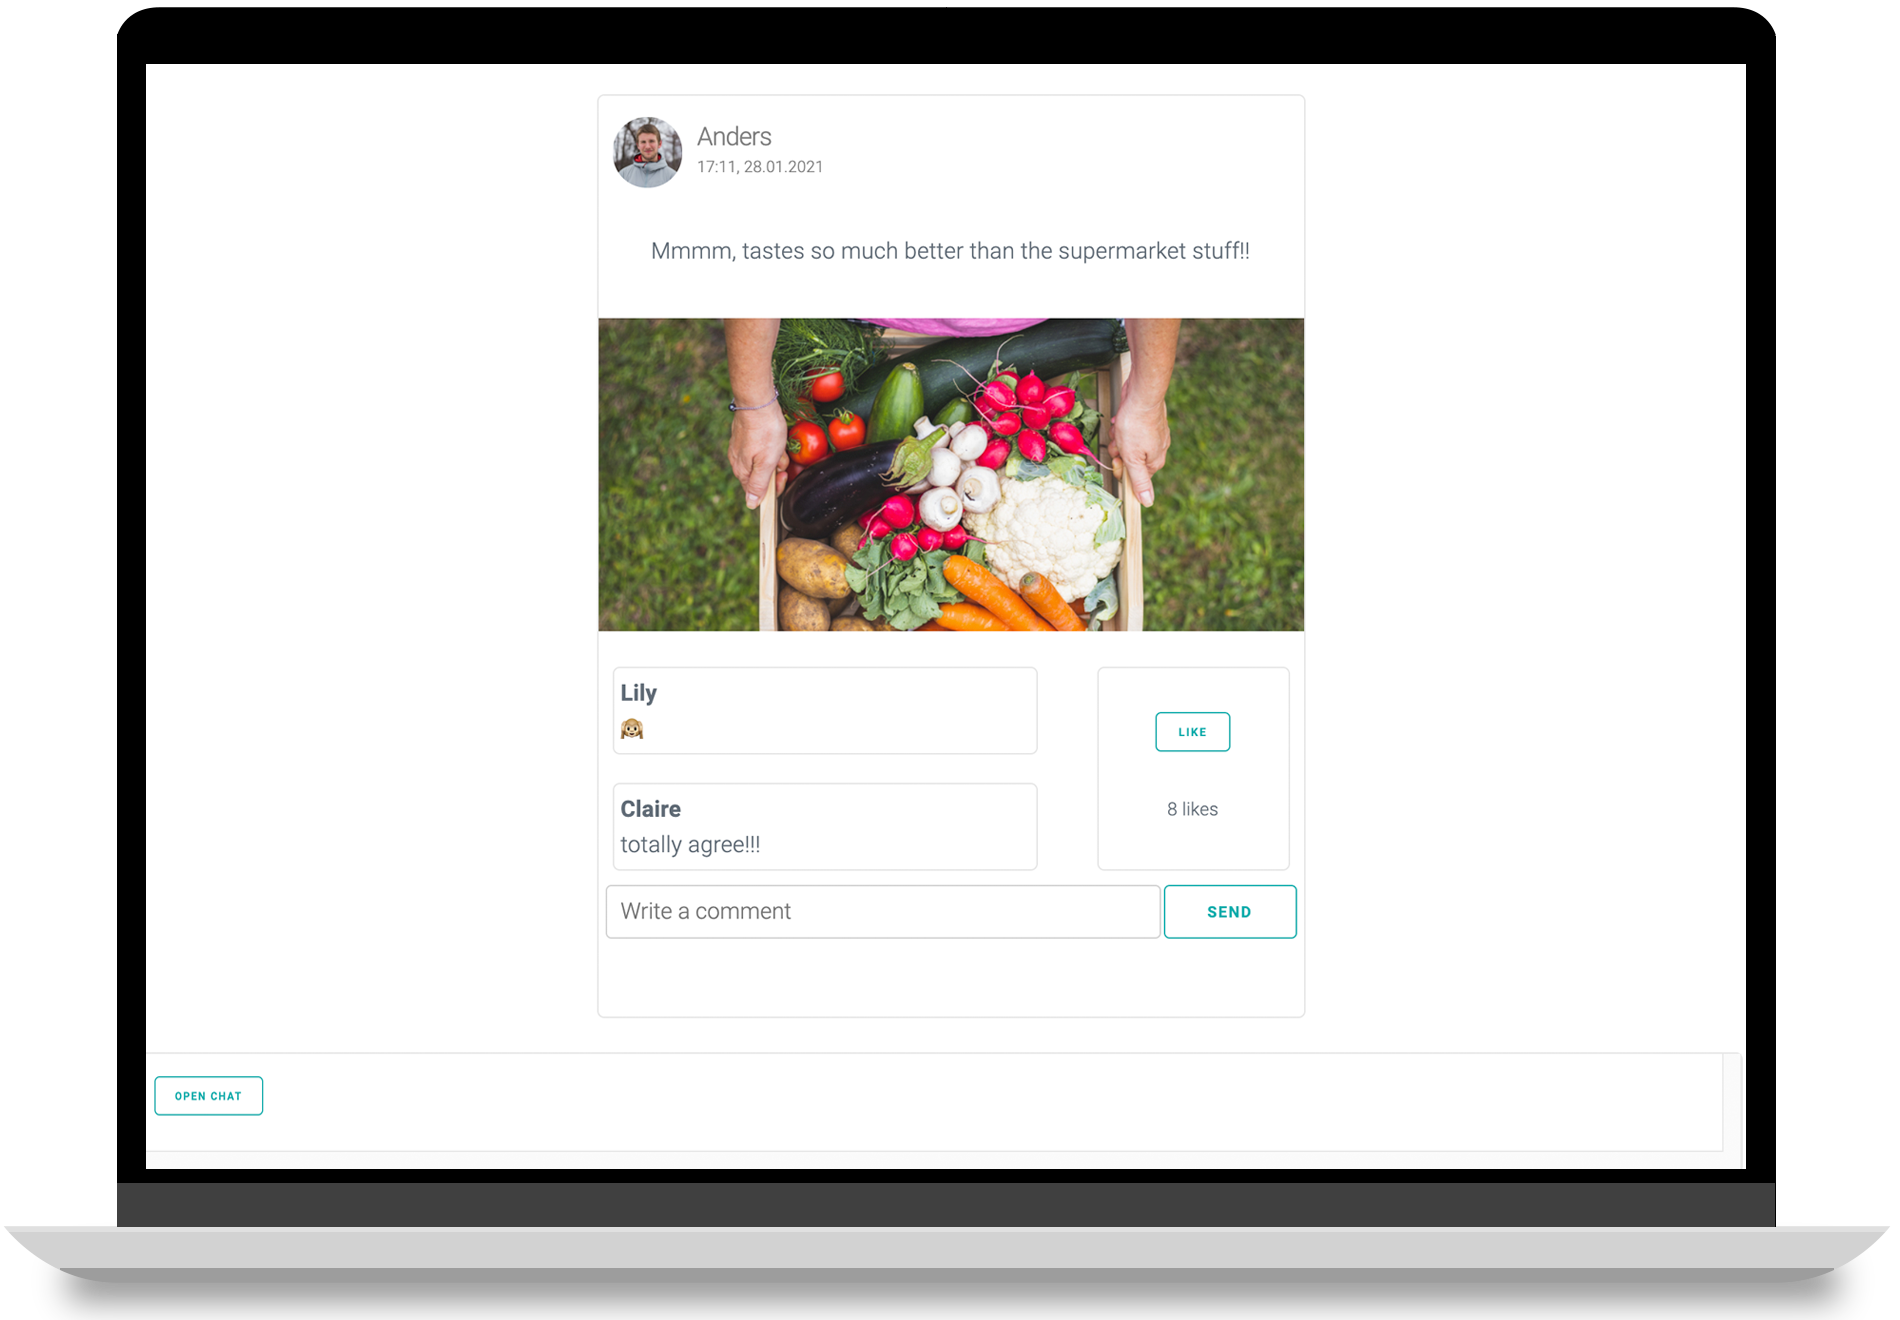 Anders
17:11, 28.01.2021
Mmmm, tastes so much better than the supermarket stuff!!
Lily
🙉
LIKE
Claire
8 likes
totally agree!!!
Write a comment
SEND
OPEN CHAT